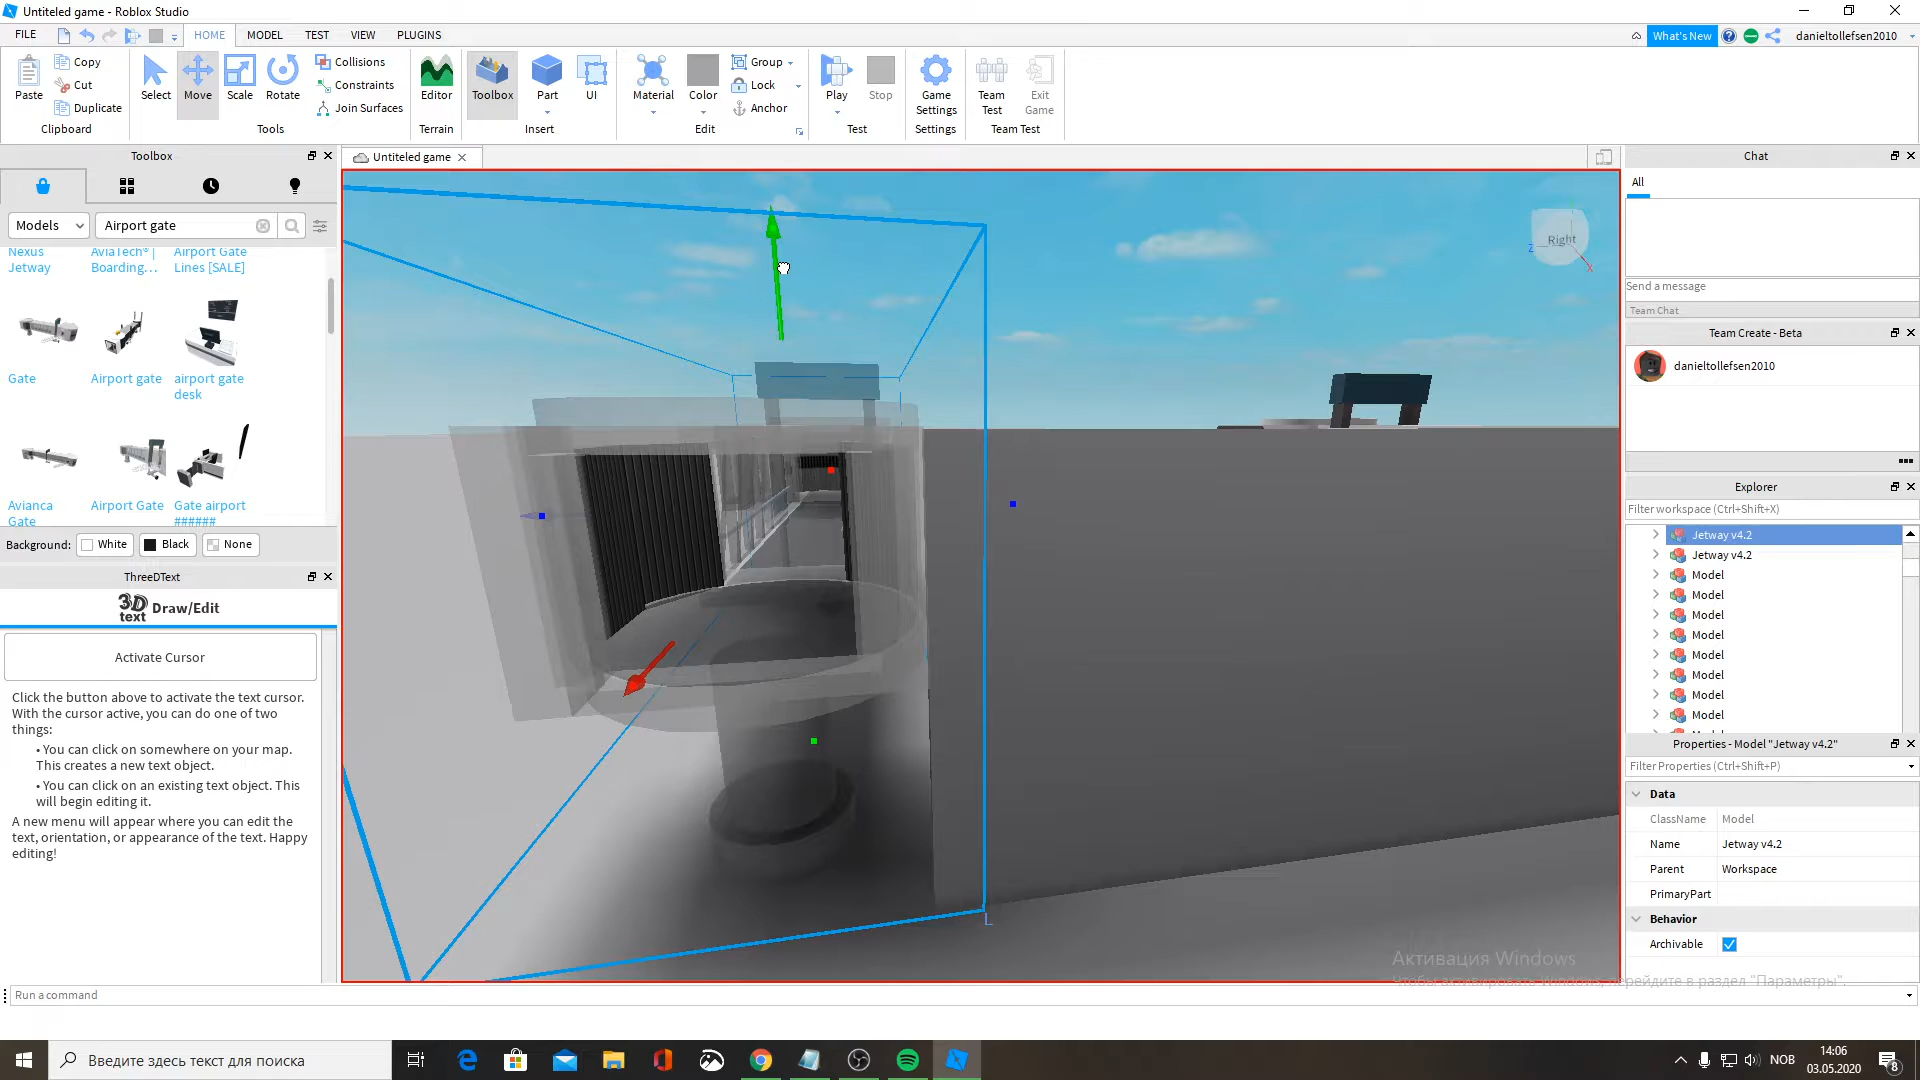 Untiteled game - Roblox Studio
FILE HOME MODEL TEST VIEW PLUGINS What's New danieltollefsen2010
Paste
Copy
Cut
Duplicate
Clipboard
Select
Move
Scale
Rotate
Collisions
Constraints
Join Surfaces
Tools
Editor
Terrain
Toolbox
Part
UI
Insert
Material
Color
Group
Lock
Anchor
Edit
Play
Stop
Test
Game
Settings
Settings
Team
Test
Exit
Game
Team Test
Toolbox
Models Airport gate
Nexus
Jetway
AviaTech® |
Boarding...
Airport Gate
Lines [SALE]
Gate
Airport gate
airport gate
desk
Avianca
Gate
Airport Gate
Gate airport
######
Background: White Black None
ThreeDText
3D
text
Draw/Edit
Activate Cursor
Click the button above to activate the text cursor.
With the cursor active, you can do one of two
things:
• You can click on somewhere on your map.
This creates a new text object.
• You can click on an existing text object. This
will begin editing it.
A new menu will appear where you can edit the
text, orientation, or appearance of the text. Happy
editing!
Untiteled game
Right
Z
X
L
Активация Windows
Чтобы активировать Windows, перейдите в раздел "Параметры".
Chat
All
Send a message
Team Chat
Team Create - Beta
danieltollefsen2010
Explorer
Filter workspace (Ctrl+Shift+X)
Jetway v4.2
Jetway v4.2
Model
Model
Model
Model
Model
Model
Model
Model
Properties - Model "Jetway v4.2"
Filter Properties (Ctrl+Shift+P)
Data
ClassName Model
Name Jetway v4.2
Parent Workspace
PrimaryPart
Behavior
Archivable
Run a command
Введите здесь текст для поиска
NOB
14:06
03.05.2020
8